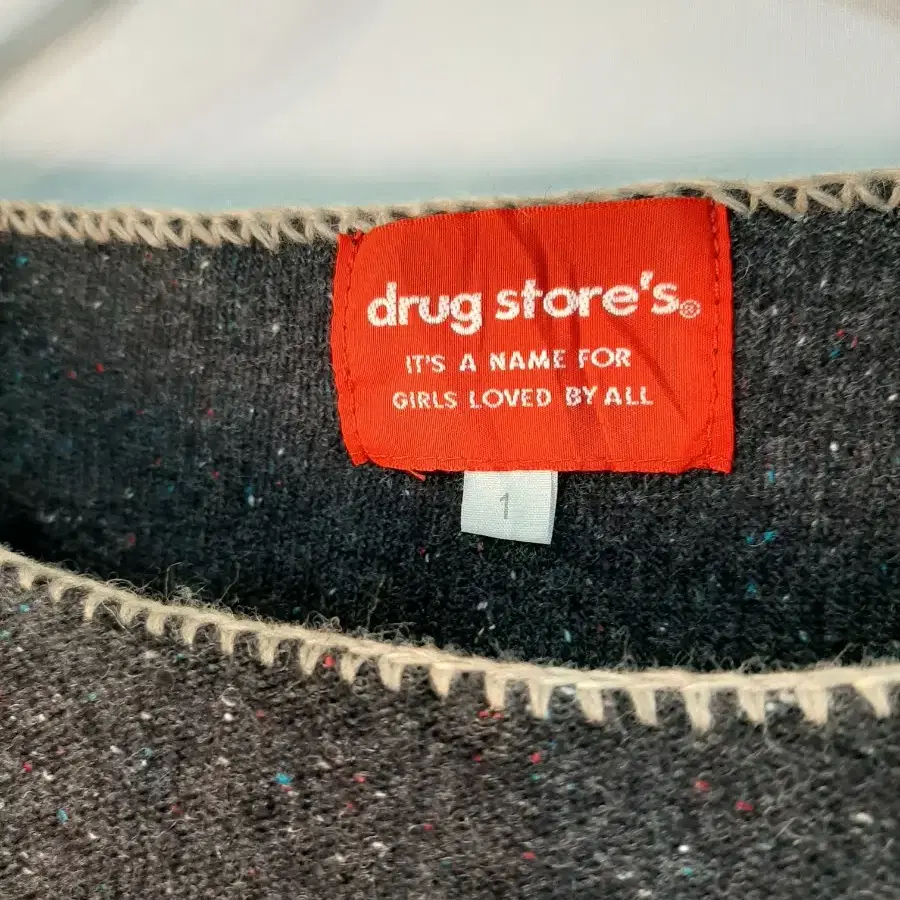 drug store's®
IT'S A NAME FOR
GIRLS LOVED BY ALL
1